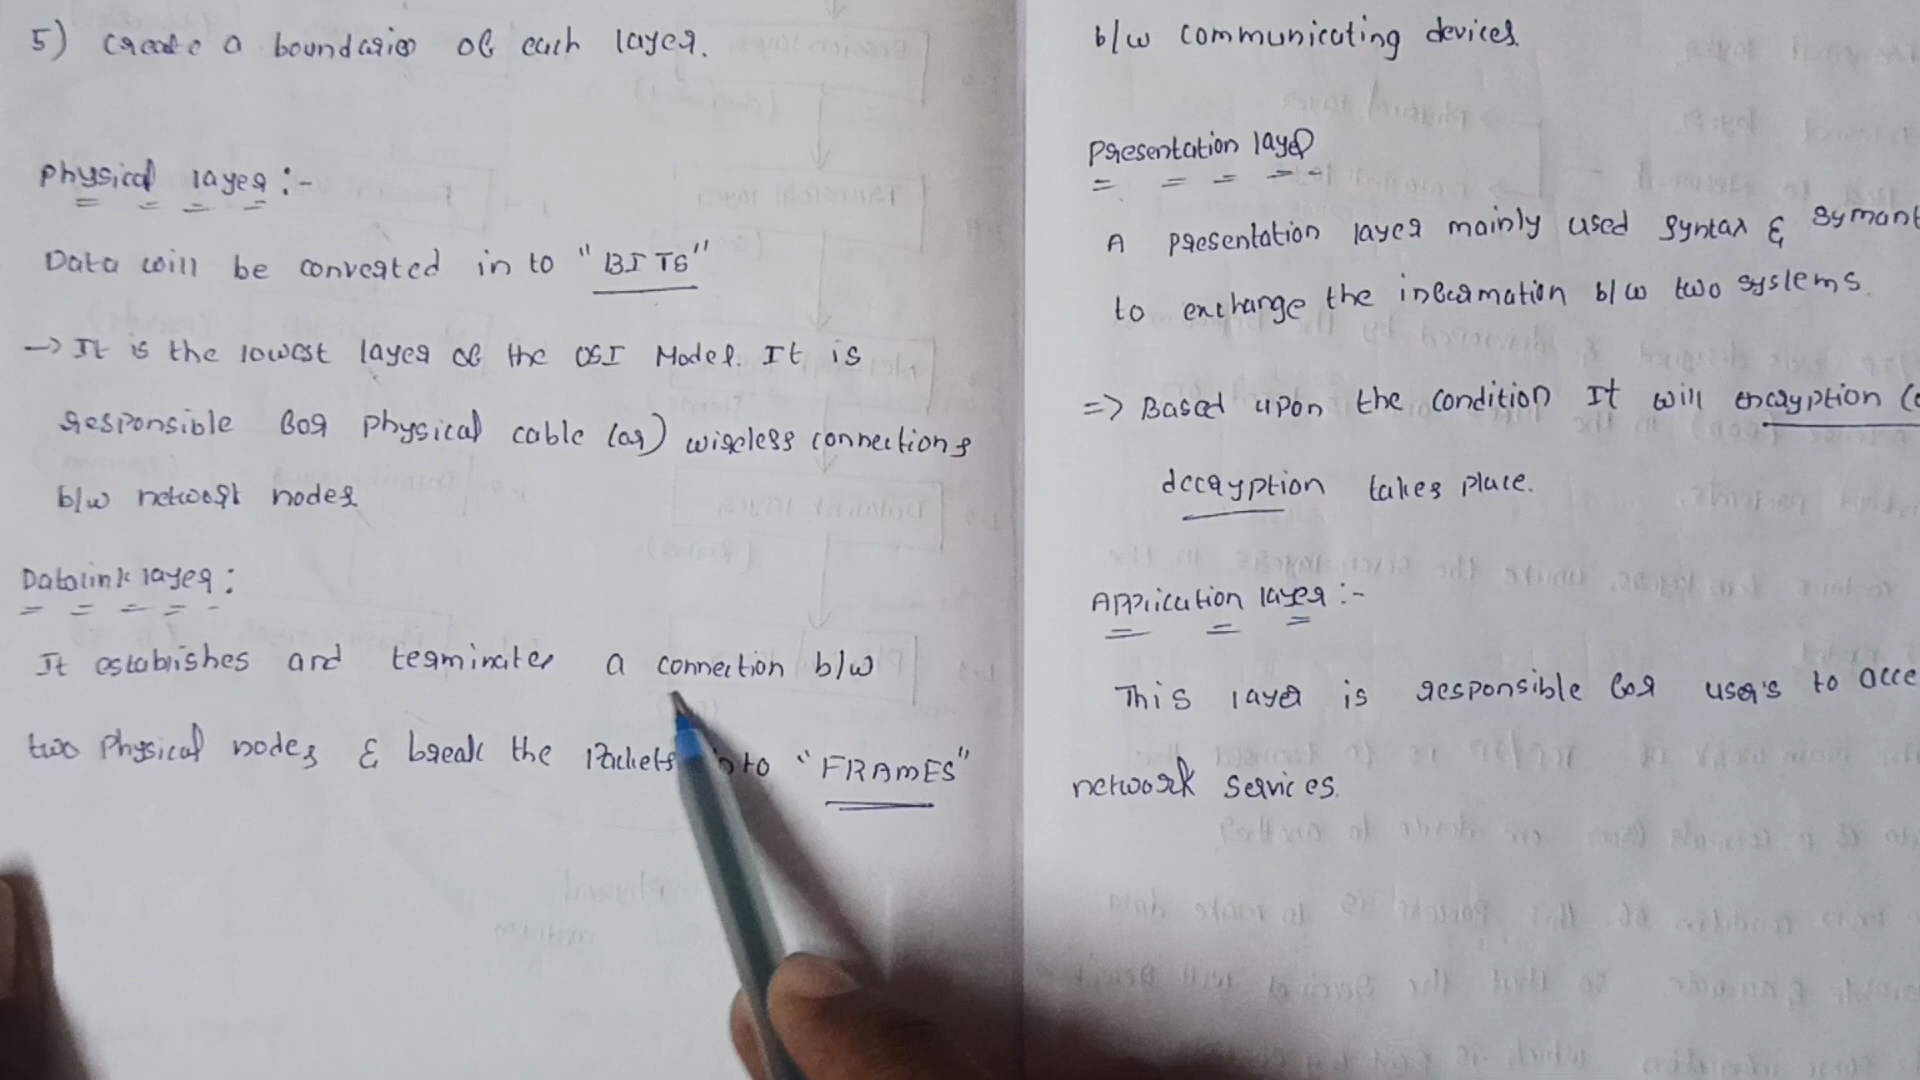 5) create a boundaries of each layer.
Physical layer :-
Data will be converted in to "BITS"
-> It is the lowest layer of the OSI Model. It is
responsible for physical cable (or) wireless connections
b/w network nodes
Datalink layer :
It establishes and terminates a connection b/w
two Physical nodes & break the Packets into "FRAMES"
b/w communicating devices.
Presentation layer
A presentation layer mainly used syntax & symant
to exchange the information b/w two systems.
=> Based upon the condition It will encryption (
decryption takes place.
Application layer :-
This layer is responsible for user's to acce
network services.